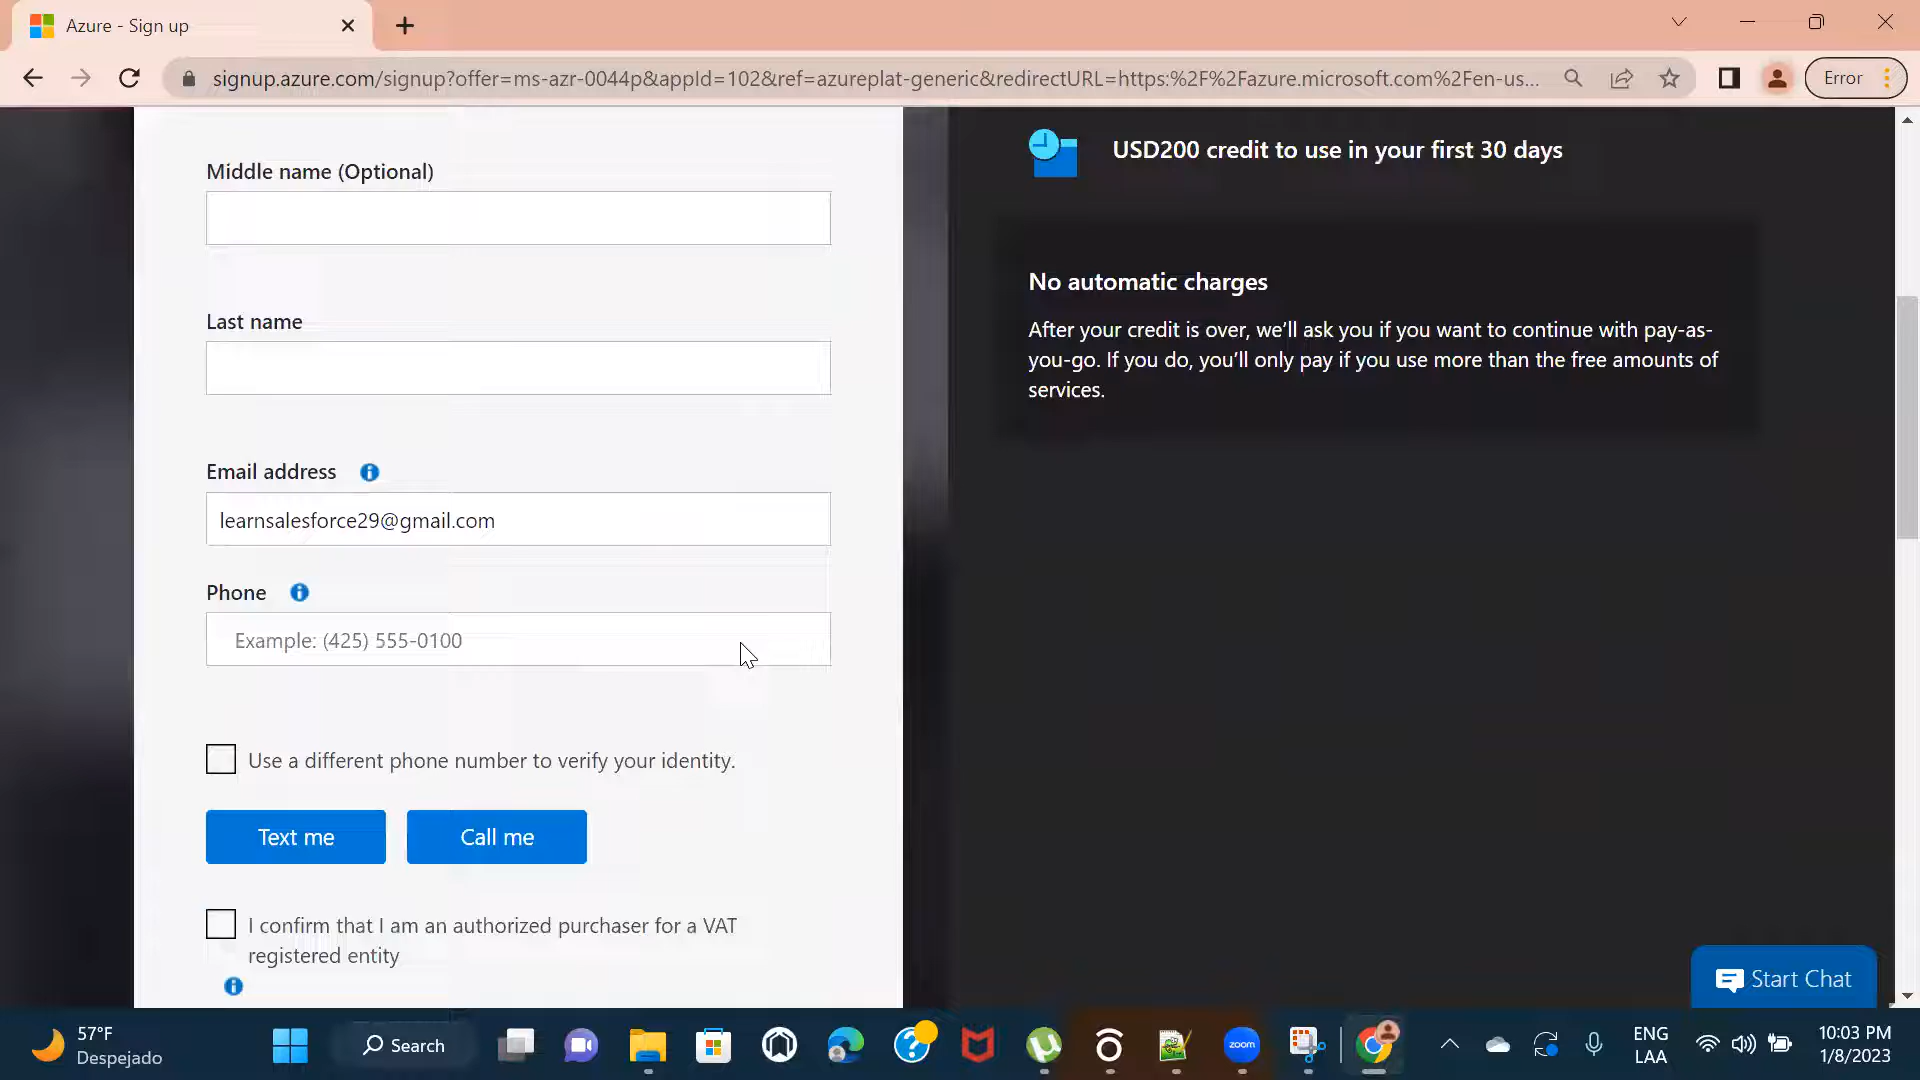 Azure - Sign up
signup.azure.com/signup?offer=ms-azr-0044p&appId=102&ref=azureplat-generic&redirectURL=https:%2F%2Fazure.microsoft.com%2Fen-us...
Error
Middle name (Optional)
Last name
Email address
learnsalesforce29@gmail.com
Phone
Example: (425) 555-0100
Use a different phone number to verify your identity.
Text me
Call me
I confirm that I am an authorized purchaser for a VAT
registered entity
USD200 credit to use in your first 30 days
No automatic charges
After your credit is over, we’ll ask you if you want to continue with pay-as-
you-go. If you do, you’ll only pay if you use more than the free amounts of
services.
Start Chat
57°F
Despejado
Search
zoom
ENG
LAA
10:03 PM
1/8/2023